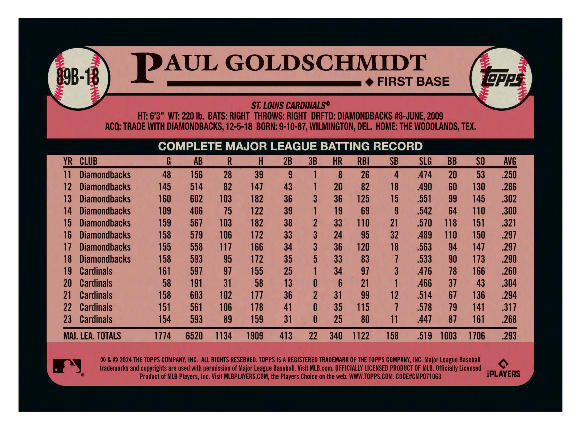 89B-18
PAUL GOLDSCHMIDT
◆ FIRST BASE
Topps
ST. LOUIS CARDINALS®
HT: 6'3" WT: 220 lb. BATS: RIGHT THROWS: RIGHT DRFTD: DIAMONDBACKS #8-JUNE, 2009
ACQ: TRADE WITH DIAMONDBACKS, 12-5-18 BORN: 9-10-87, WILMINGTON, DEL. HOME: THE WOODLANDS, TEX.
COMPLETE MAJOR LEAGUE BATTING RECORD
YR CLUB G AB R H 2B 3B HR RBI SB SLG BB SO AVG
11 Diamondbacks 48 156 28 39 9 1 8 26 4 .474 20 53 .250
12 Diamondbacks 145 514 82 147 43 1 20 82 18 .490 60 130 .286
13 Diamondbacks 160 602 103 182 36 3 36 125 15 .551 99 145 .302
14 Diamondbacks 109 406 75 122 39 1 19 69 9 .542 64 110 .300
15 Diamondbacks 159 567 103 182 38 2 33 110 21 .570 118 151 .321
16 Diamondbacks 158 579 106 172 33 3 24 95 32 .489 110 150 .297
17 Diamondbacks 155 558 117 166 34 3 36 120 18 .563 94 147 .297
18 Diamondbacks 158 593 95 172 35 5 33 83 7 .533 90 173 .290
19 Cardinals 161 597 97 155 25 1 34 97 3 .476 78 166 .260
20 Cardinals 58 191 31 58 13 0 6 21 1 .466 37 43 .304
21 Cardinals 158 603 102 177 36 2 31 99 12 .514 67 136 .294
22 Cardinals 151 561 106 178 41 0 35 115 7 .578 79 141 .317
23 Cardinals 154 593 89 159 31 0 25 80 11 .447 87 161 .268
MAJ. LEA. TOTALS 1774 6520 1134 1909 413 22 340 1122 158 .519 1003 1706 .293
® & © 2024 THE TOPPS COMPANY, INC. ALL RIGHTS RESERVED. TOPPS IS A REGISTERED TRADEMARK OF THE TOPPS COMPANY, INC. Major League Baseball
trademarks and copyrights are used with permission of Major League Baseball. Visit MLB.com. OFFICIALLY LICENSED PRODUCT OF MLB. Officially Licensed
Product of MLB Players, Inc. Visit MLBPLAYERS.COM, the Players Choice on the web. WWW.TOPPS.COM. CODE#CMP071063
PLAYERS